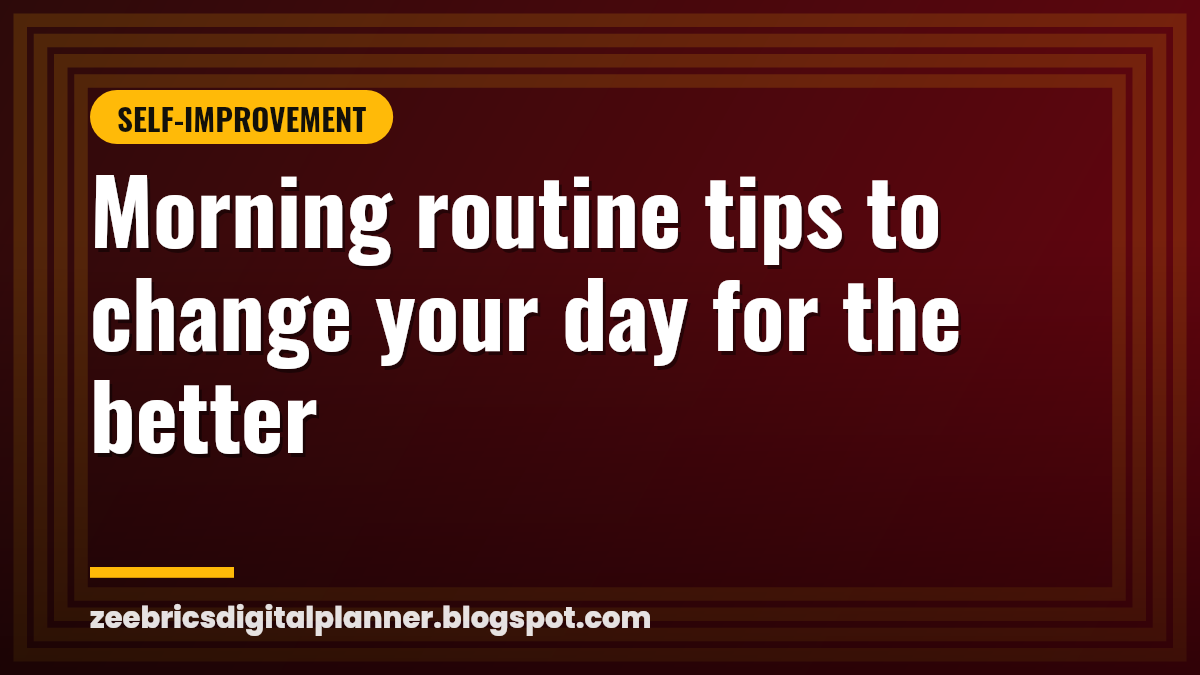 SELF-IMPROVEMENT
Morning routine tips to
change your day for the
better
zeebricsdigitalplanner.blogspot.com